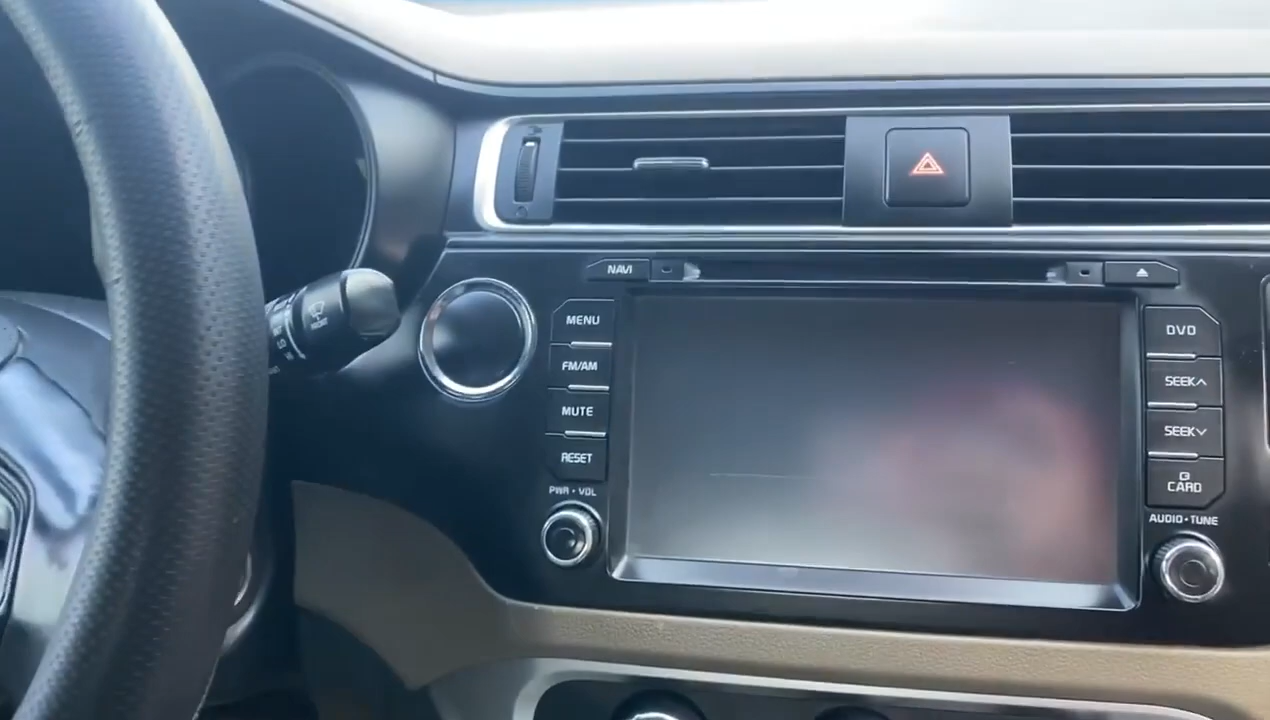 NAVI
MENU
FM/AM
MUTE
RESET
PWR • VOL
DVD
SEEK
SEEK
CARD
AUDIO • TUNE